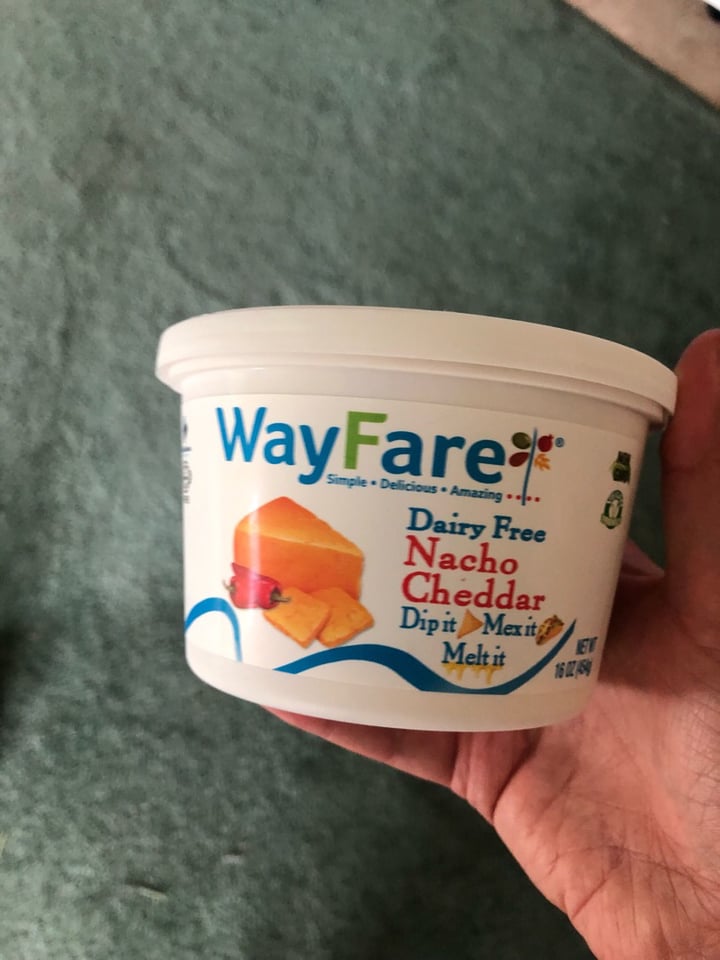 WayFare®
Simple • Delicious • Amazing ....
Dairy Free
Nacho
Cheddar
Dip it Mex it
Melt it
NET WT
16 OZ (454g)